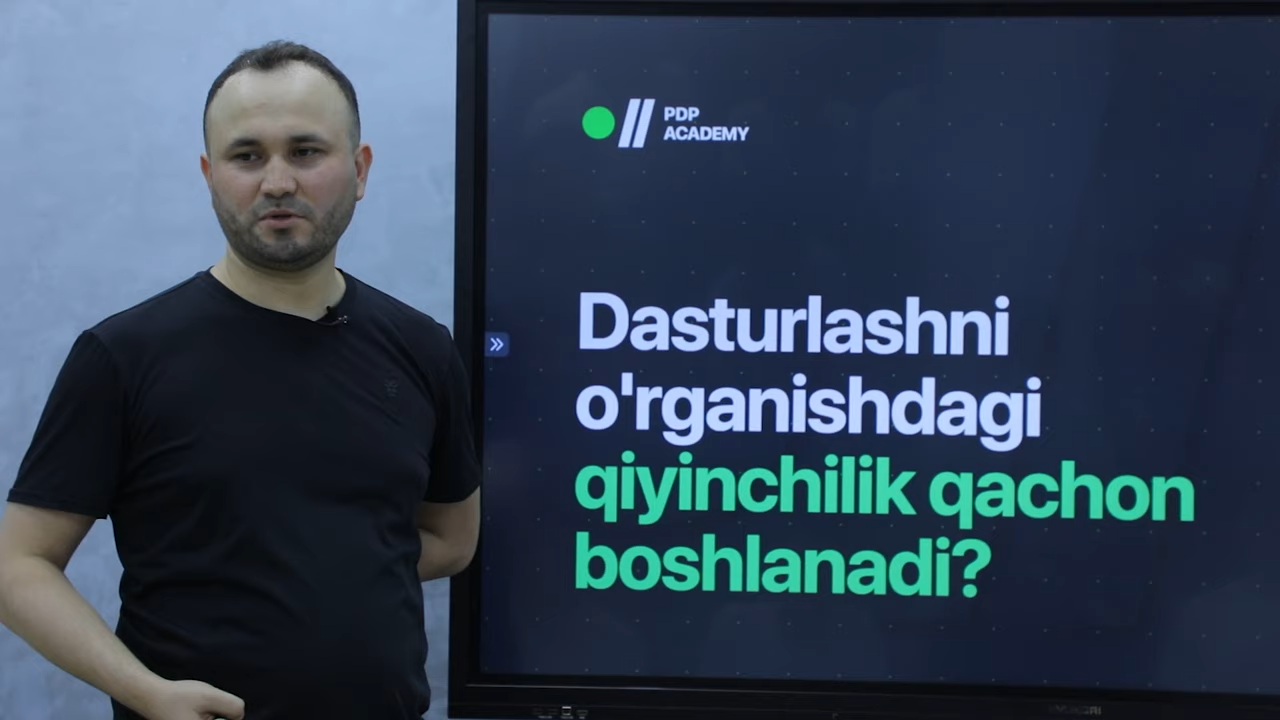 PDP
ACADEMY
Dasturlashni
o'rganishdagi
qiyinchilik qachon
boshlanadi?